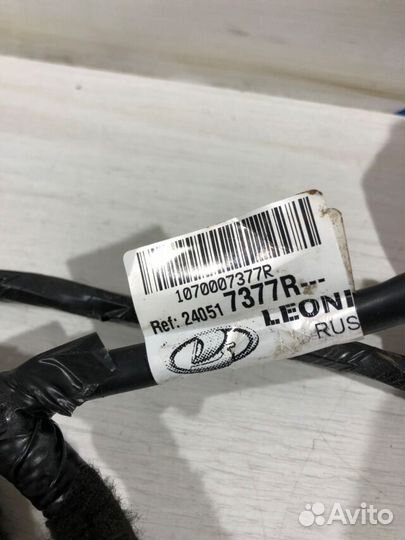 1070007377R
Ref: 24051 7377R---
LEONI
RUS
Avito